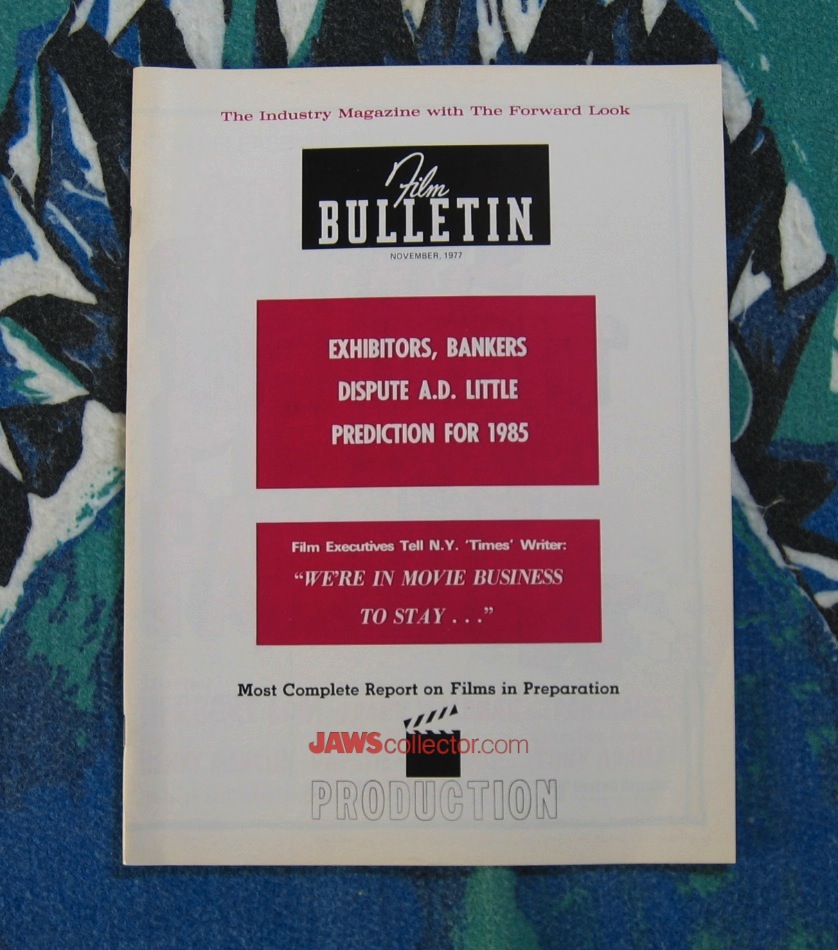 The Industry Magazine with The Forward Look
Film
BULLETIN
NOVEMBER, 1977
EXHIBITORS, BANKERS
DISPUTE A.D. LITTLE
PREDICTION FOR 1985
Film Executives Tell N.Y. 'Times' Writer:
“WE'RE IN MOVIE BUSINESS
TO STAY . . .”
Most Complete Report on Films in Preparation
JAWScollector.com
PRODUCTION